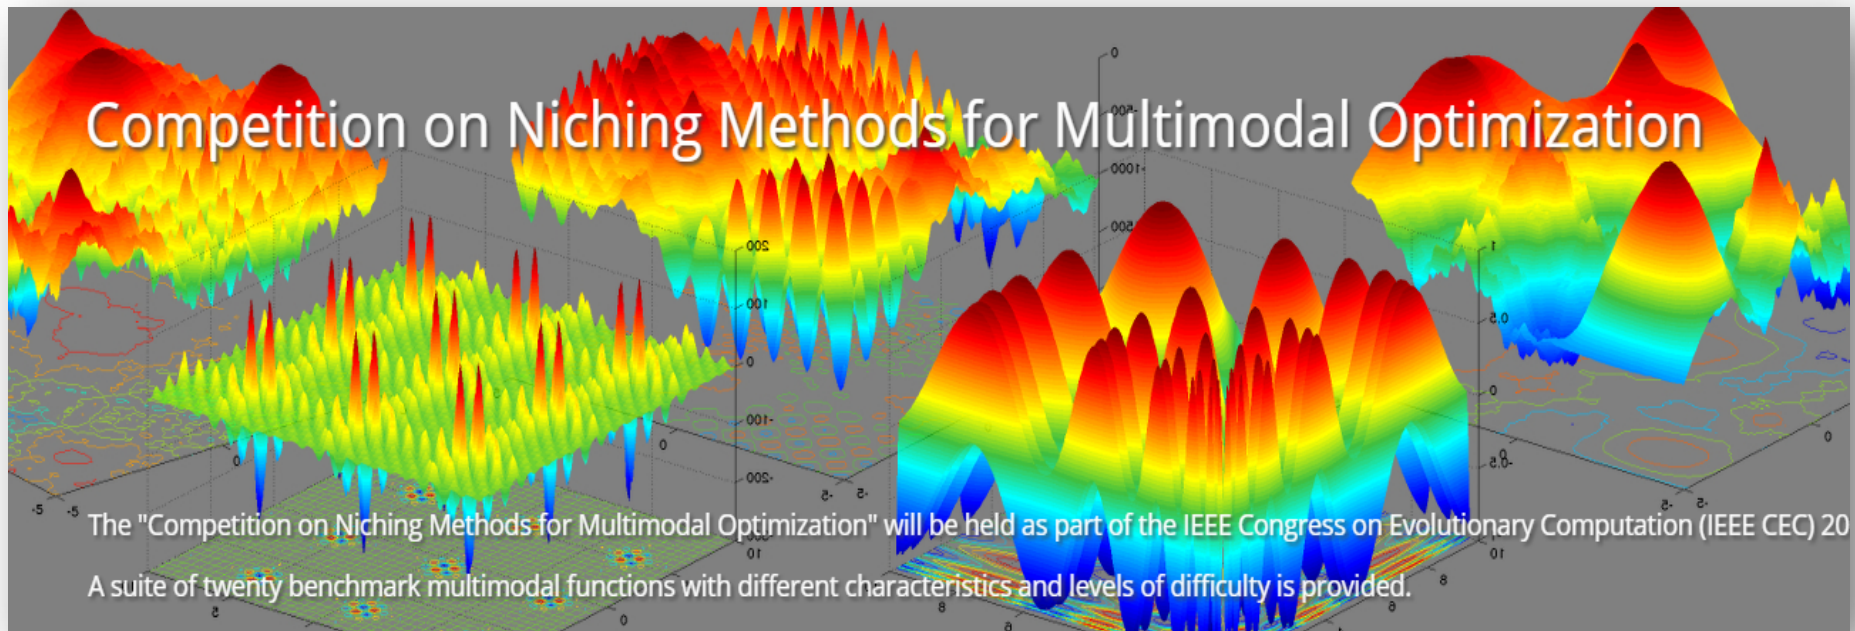 Competition on Niching Methods for Multimodal Optimization
The "Competition on Niching Methods for Multimodal Optimization" will be held as part of the IEEE Congress on Evolutionary Computation (IEEE CEC) 20
A suite of twenty benchmark multimodal functions with different characteristics and levels of difficulty is provided.